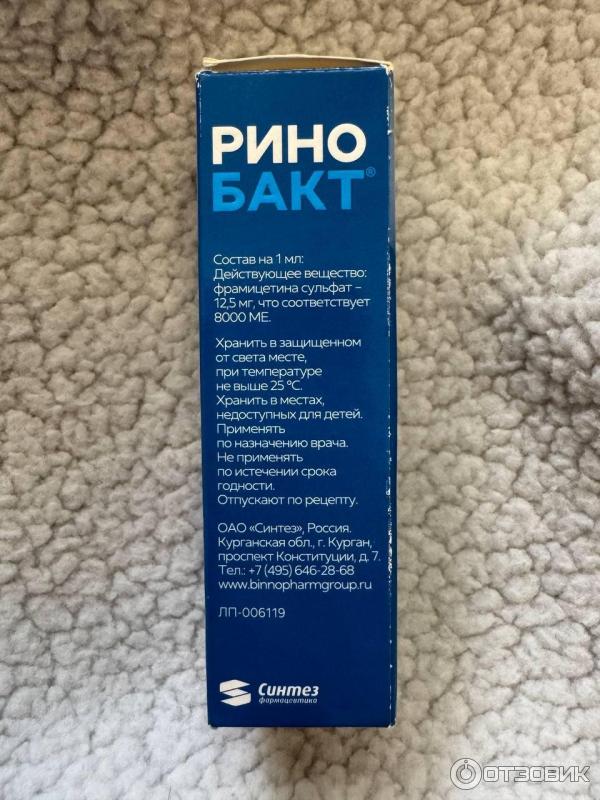 РИНО
БАКТ®
Состав на 1 мл:
Действующее вещество:
фрамицетина сульфат –
12,5 мг, что соответствует
8000 МЕ.
Хранить в защищенном
от света месте,
при температуре
не выше 25 °С.
Хранить в местах,
недоступных для детей.
Применять
по назначению врача.
Не применять
по истечении срока
годности.
Отпускают по рецепту.
ОАО «Синтез», Россия.
Курганская обл., г. Курган,
проспект Конституции, д. 7.
Тел.: +7 (495) 646-28-68
www.binnopharmgroup.ru
ЛП-006119
Синтез
фармацевтика
ОТЗОВИК